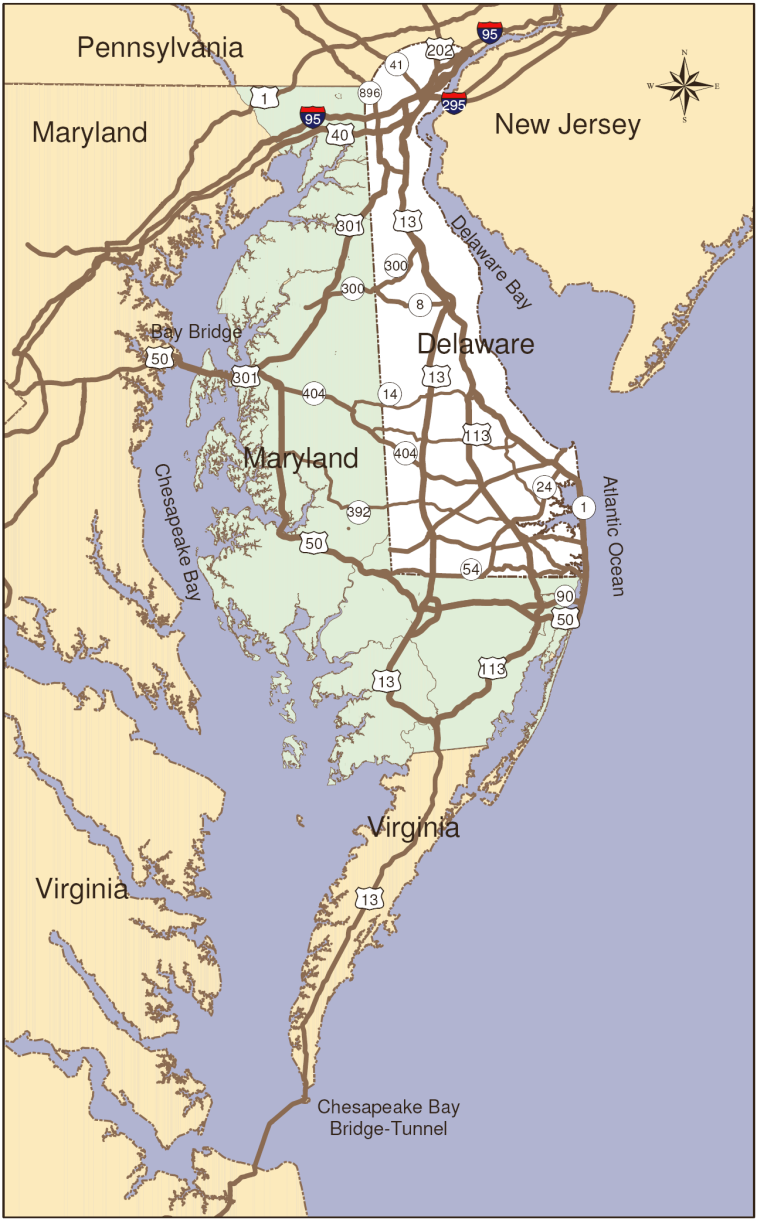 Pennsylvania
202
95
41
896
1
295
95
40
Maryland
New Jersey
N
W
E
S
301
13
Delaware Bay
300
300
8
Bay Bridge
Delaware
50
301
13
404
14
113
Maryland
404
Chesapeake Bay
24
1
Atlantic Ocean
392
50
54
90
50
113
13
Virginia
Virginia
13
Chesapeake Bay
Bridge-Tunnel